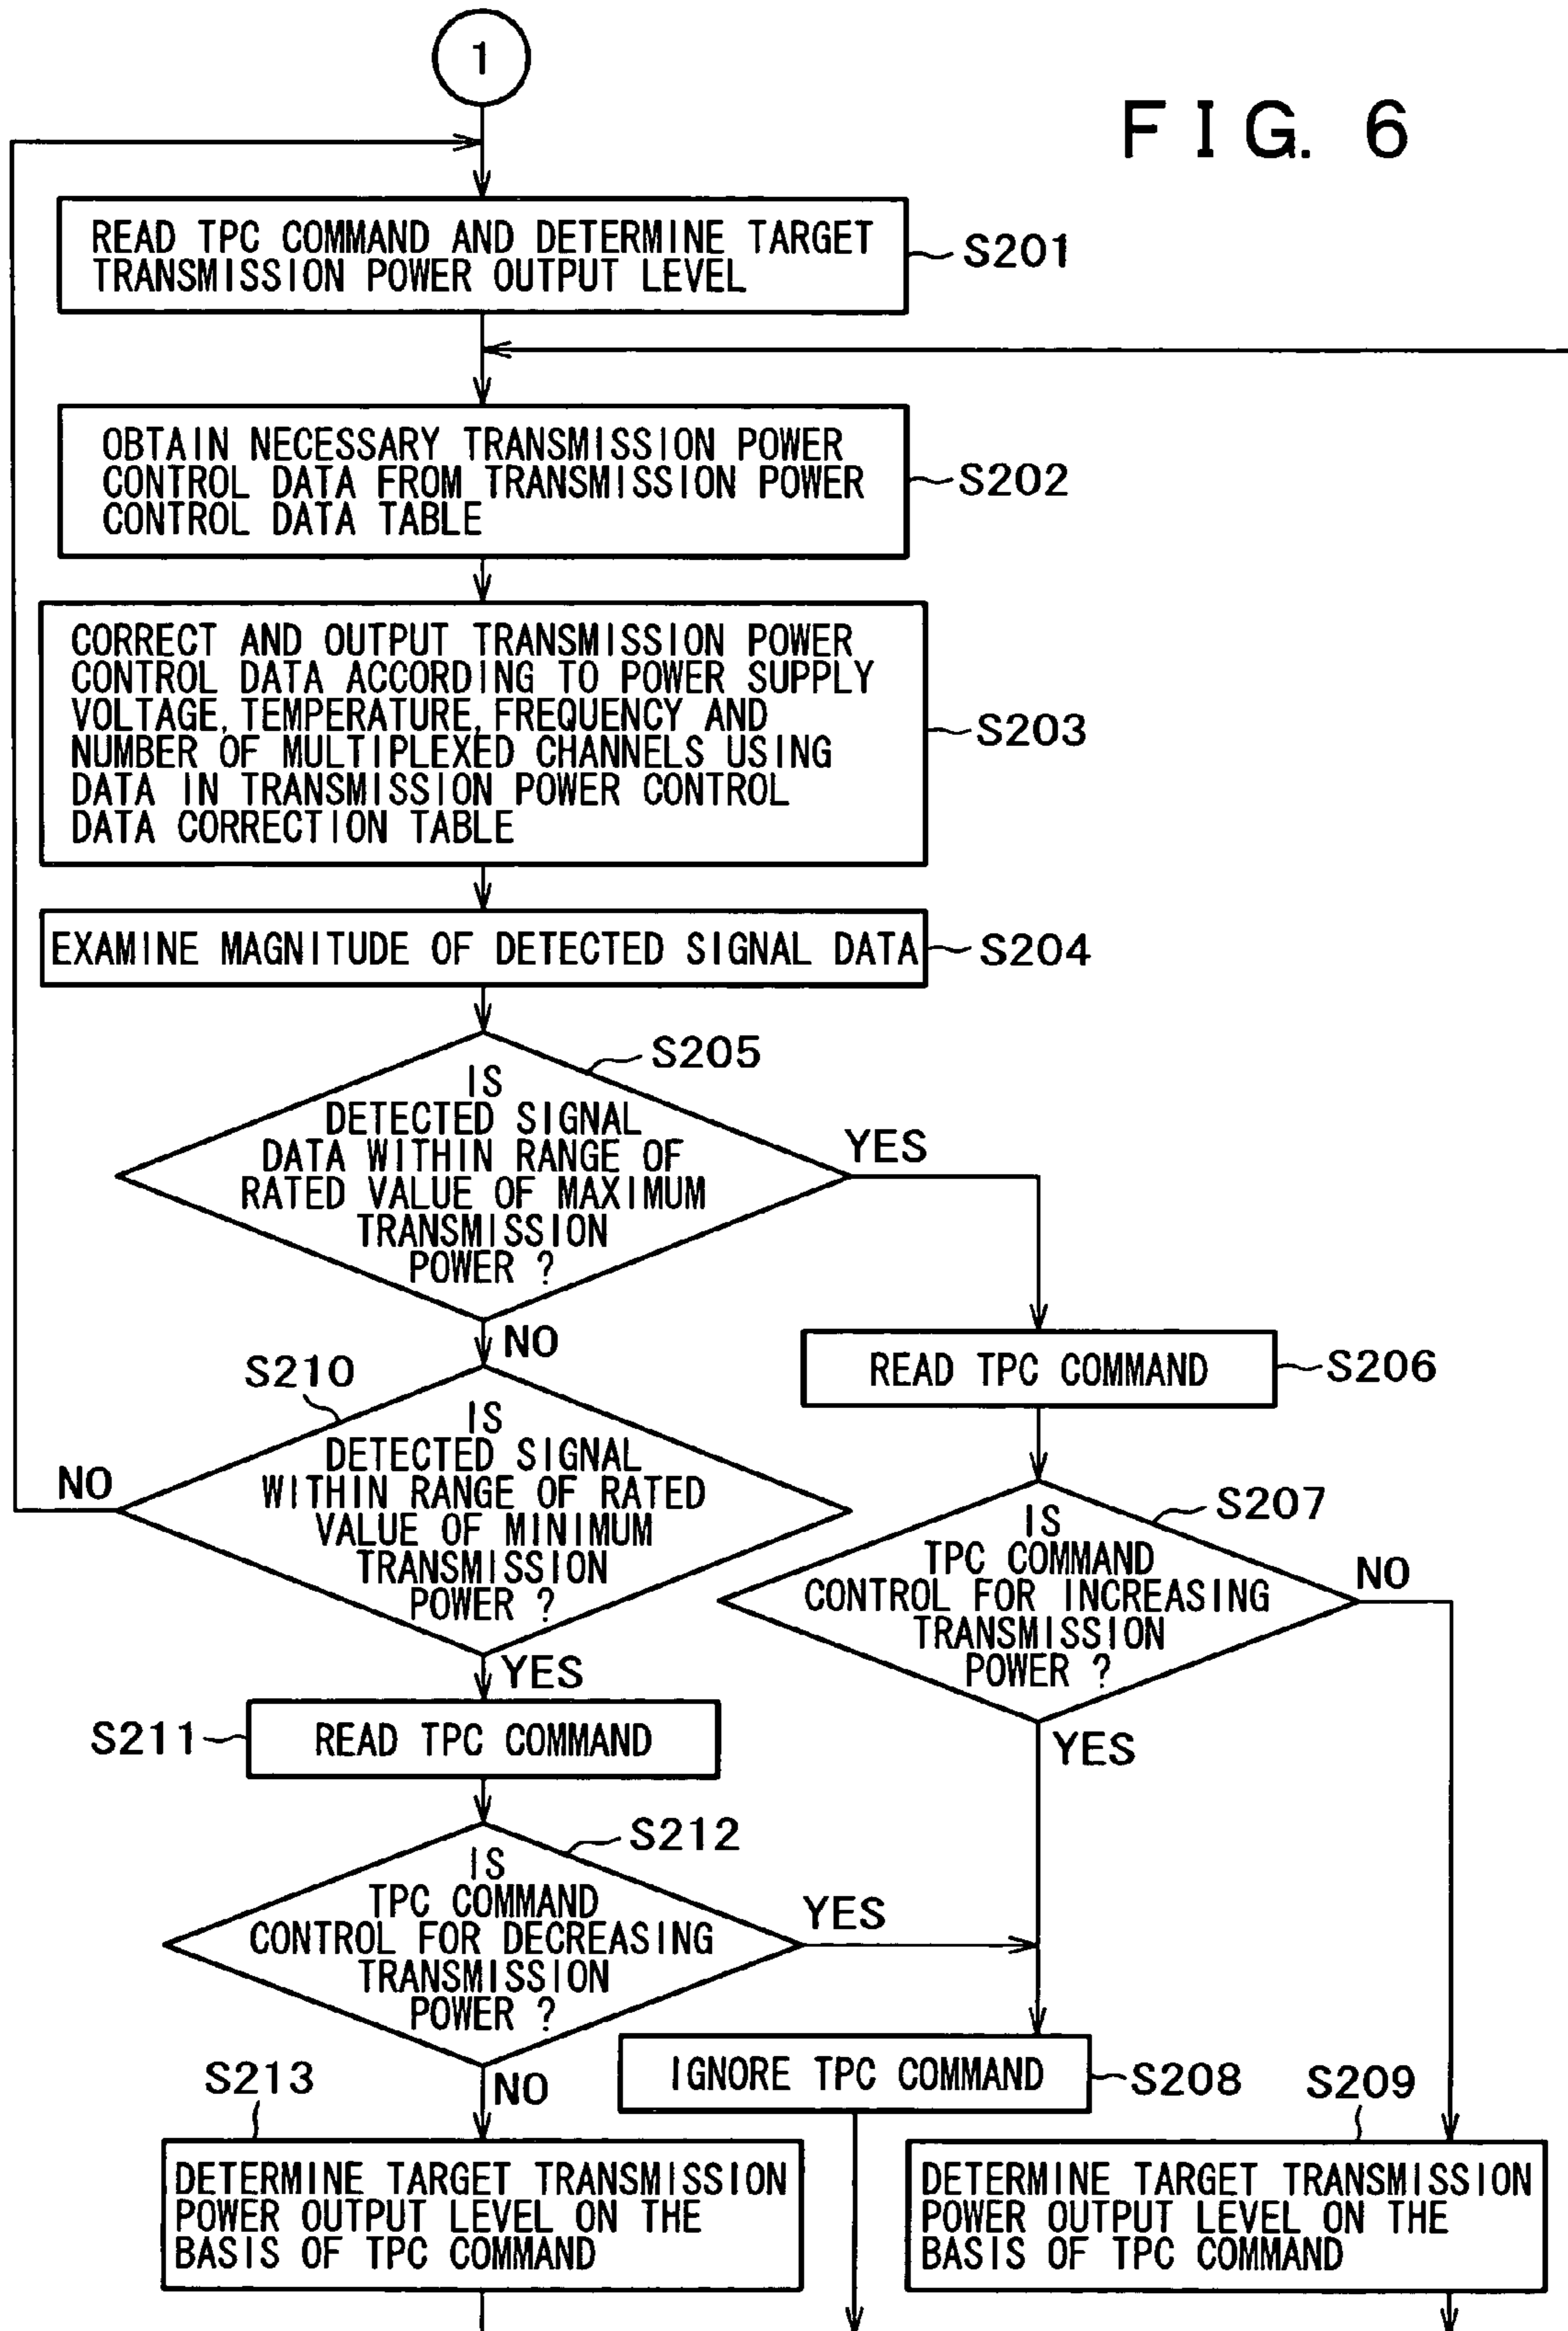 1
FIG. 6
READ TPC COMMAND AND DETERMINE TARGET
TRANSMISSION POWER OUTPUT LEVEL
S201
OBTAIN NECESSARY TRANSMISSION POWER
CONTROL DATA FROM TRANSMISSION POWER
CONTROL DATA TABLE
S202
CORRECT AND OUTPUT TRANSMISSION POWER
CONTROL DATA ACCORDING TO POWER SUPPLY
VOLTAGE, TEMPERATURE, FREQUENCY AND
NUMBER OF MULTIPLEXED CHANNELS USING
DATA IN TRANSMISSION POWER CONTROL
DATA CORRECTION TABLE
S203
EXAMINE MAGNITUDE OF DETECTED SIGNAL DATA
S204
S205
IS
DETECTED SIGNAL
DATA WITHIN RANGE OF
RATED VALUE OF MAXIMUM
TRANSMISSION
POWER ?
YES
NO
READ TPC COMMAND
S206
S210
IS
DETECTED SIGNAL
WITHIN RANGE OF RATED
VALUE OF MINIMUM
TRANSMISSION
POWER ?
NO
YES
S207
IS
TPC COMMAND
CONTROL FOR INCREASING
TRANSMISSION
POWER ?
NO
YES
S211
READ TPC COMMAND
S212
IS
TPC COMMAND
CONTROL FOR DECREASING
TRANSMISSION
POWER ?
YES
NO
IGNORE TPC COMMAND
S208
S213
DETERMINE TARGET TRANSMISSION
POWER OUTPUT LEVEL ON THE
BASIS OF TPC COMMAND
S209
DETERMINE TARGET TRANSMISSION
POWER OUTPUT LEVEL ON THE
BASIS OF TPC COMMAND